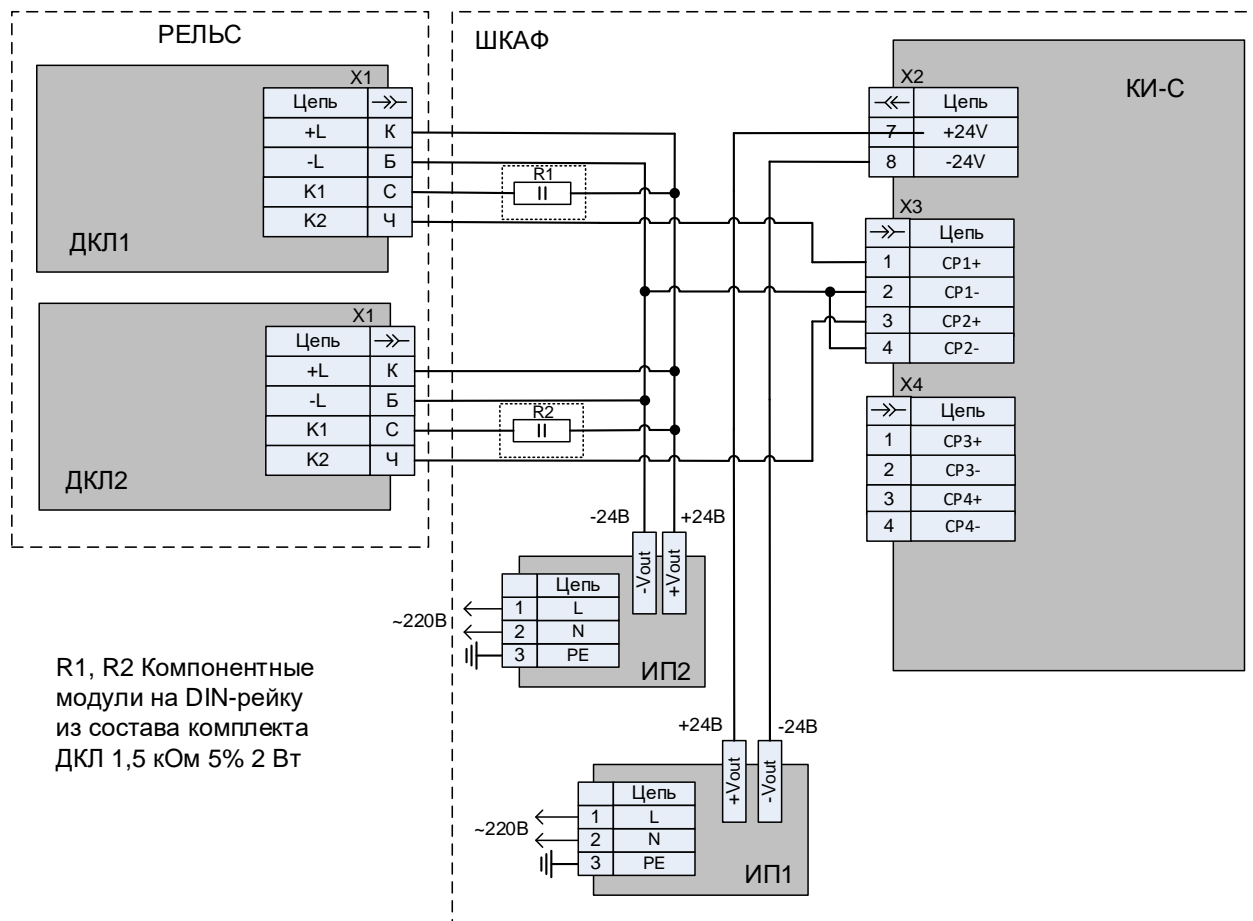 РЕЛЬС
ШКАФ
X1
Цепь
+L К
-L Б
K1 С
K2 Ч
ДКЛ1
R1
X2
КИ-С
Цепь
7 +24V
8 -24V
X3
Цепь
1 CP1+
2 CP1-
3 CP2+
4 CP2-
X1
Цепь
+L К
-L Б
K1 С
K2 Ч
ДКЛ2
R2
X4
Цепь
1 CP3+
2 CP3-
3 CP4+
4 CP4-
-24В +24В
-Vout +Vout
Цепь
1 L
2 N
3 PE
~220В
ИП2
R1, R2 Компонентные
модули на DIN-рейку
из состава комплекта
ДКЛ 1,5 кОм 5% 2 Вт
+24В -24В
+Vout -Vout
Цепь
1 L
2 N
3 PE
~220В
ИП1